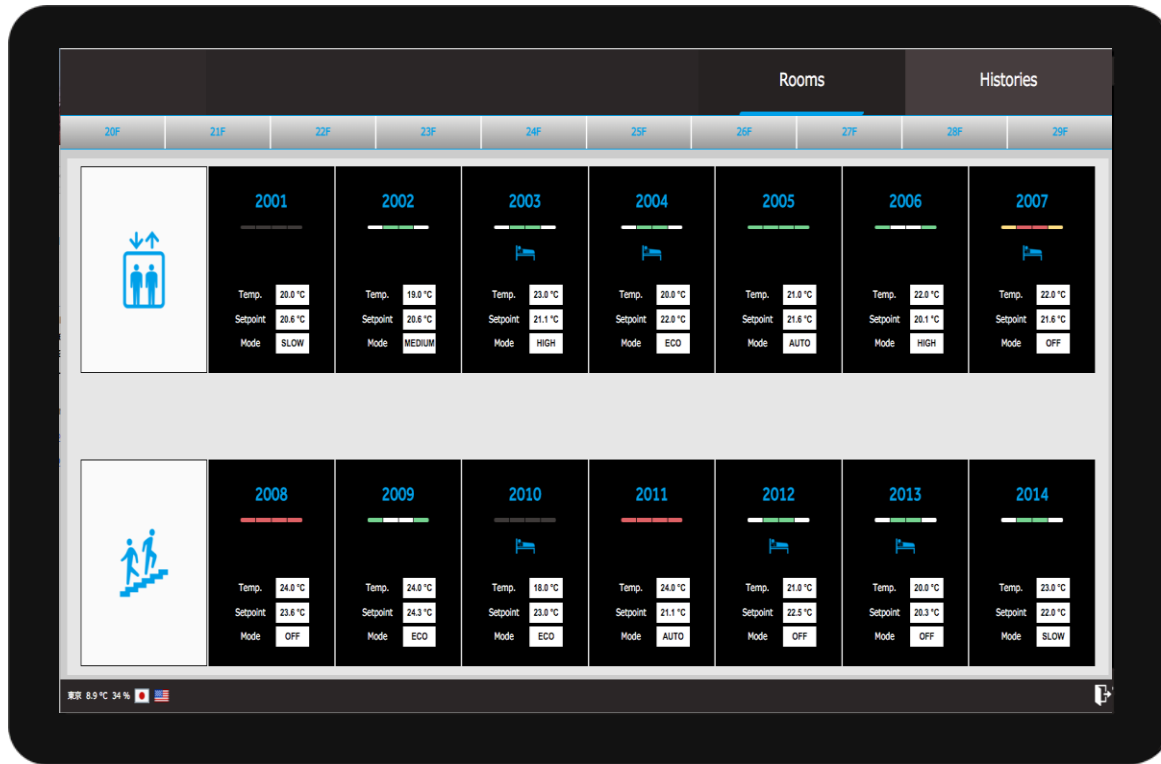 Rooms Histories
20F 21F 22F 23F 24F 25F 26F 27F 28F 29F
2001 2002 2003 2004 2005 2006 2007
Temp. 20.0 °C Temp. 19.0 °C Temp. 23.0 °C Temp. 20.0 °C Temp. 21.0 °C Temp. 22.0 °C Temp. 22.0 °C
Setpoint 20.6 °C Setpoint 20.6 °C Setpoint 21.1 °C Setpoint 22.0 °C Setpoint 21.6 °C Setpoint 20.1 °C Setpoint 21.6 °C
Mode SLOW Mode MEDIUM Mode HIGH Mode ECO Mode AUTO Mode HIGH Mode OFF
2008 2009 2010 2011 2012 2013 2014
Temp. 24.0 °C Temp. 24.0 °C Temp. 18.0 °C Temp. 24.0 °C Temp. 21.0 °C Temp. 20.0 °C Temp. 23.0 °C
Setpoint 23.6 °C Setpoint 24.3 °C Setpoint 23.0 °C Setpoint 21.1 °C Setpoint 22.5 °C Setpoint 20.3 °C Setpoint 22.0 °C
Mode OFF Mode ECO Mode ECO Mode AUTO Mode OFF Mode OFF Mode SLOW
東京 8.9 °C 34 %